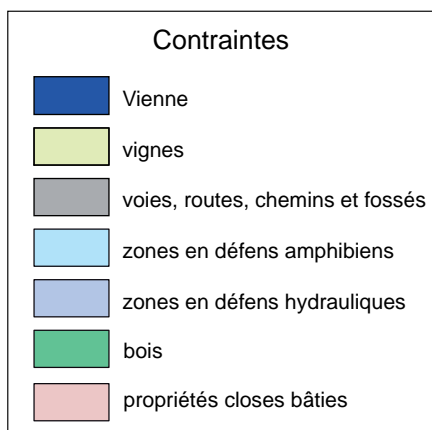 Contraintes
Vienne
vignes
voies, routes, chemins et fossés
zones en défens amphibiens
zones en défens hydrauliques
bois
propriétés closes bâties